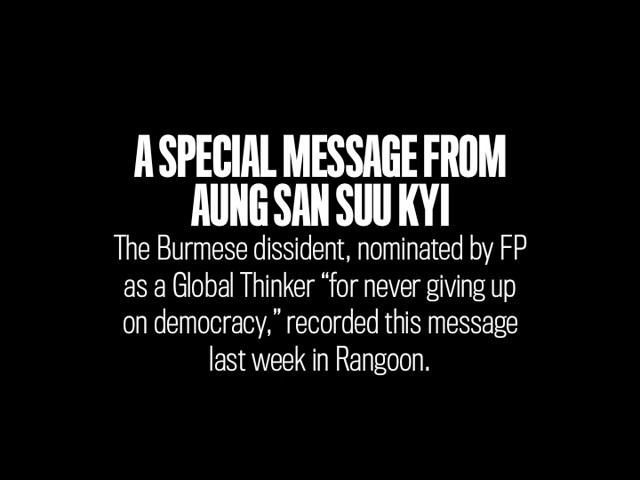 A SPECIAL MESSAGE FROM
AUNG SAN SUU KYI
The Burmese dissident, nominated by FP
as a Global Thinker “for never giving up
on democracy,” recorded this message
last week in Rangoon.